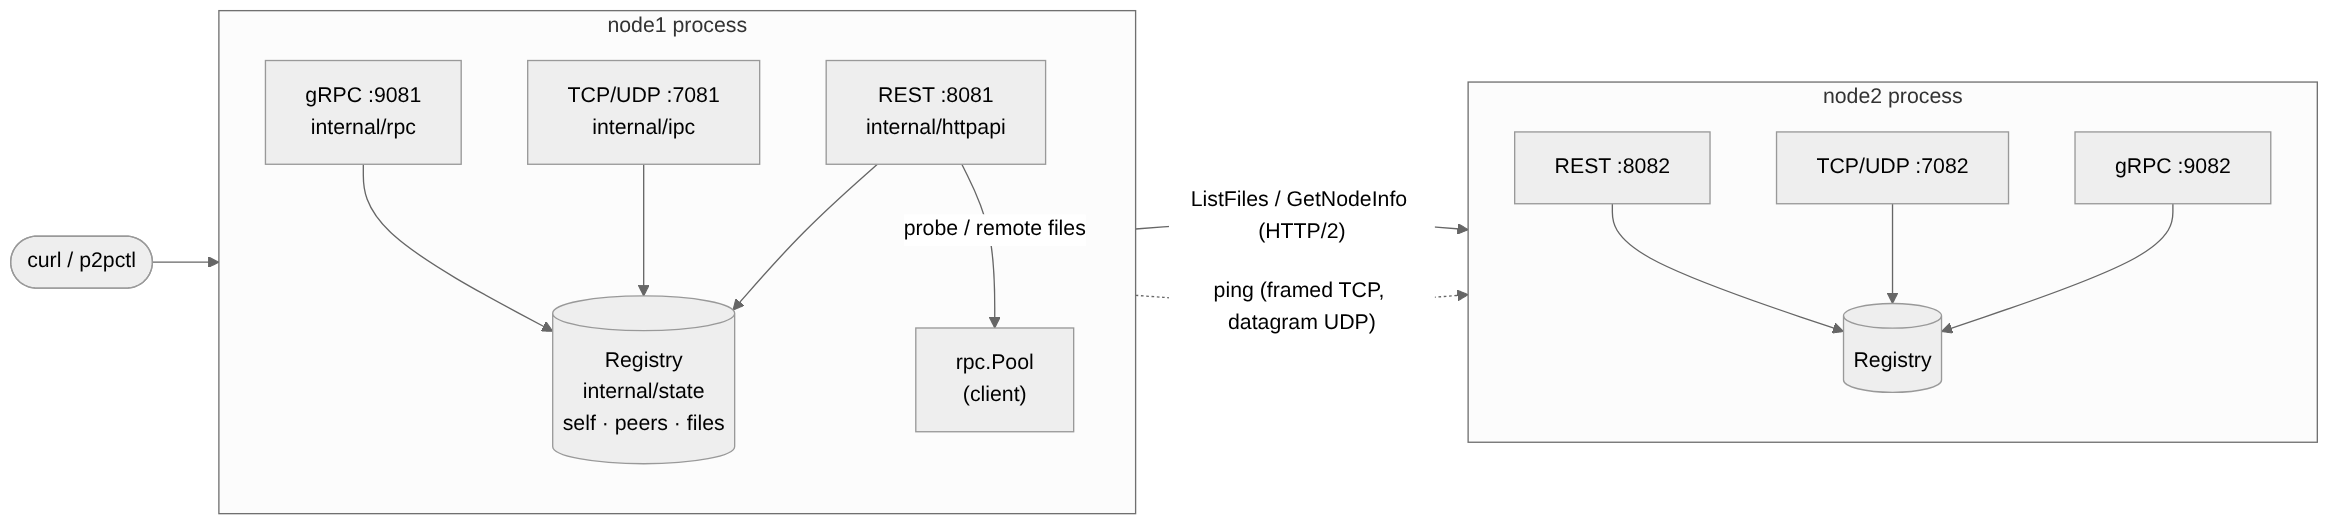 node1 process
gRPC :9081
internal/rpc
TCP/UDP :7081
internal/ipc
REST :8081
internal/httpapi
probe / remote files
curl / p2pctl
Registry
internal/state
self · peers · files
rpc.Pool
(client)
ListFiles / GetNodeInfo
(HTTP/2)
ping (framed TCP,
datagram UDP)
node2 process
REST :8082
TCP/UDP :7082
gRPC :9082
Registry